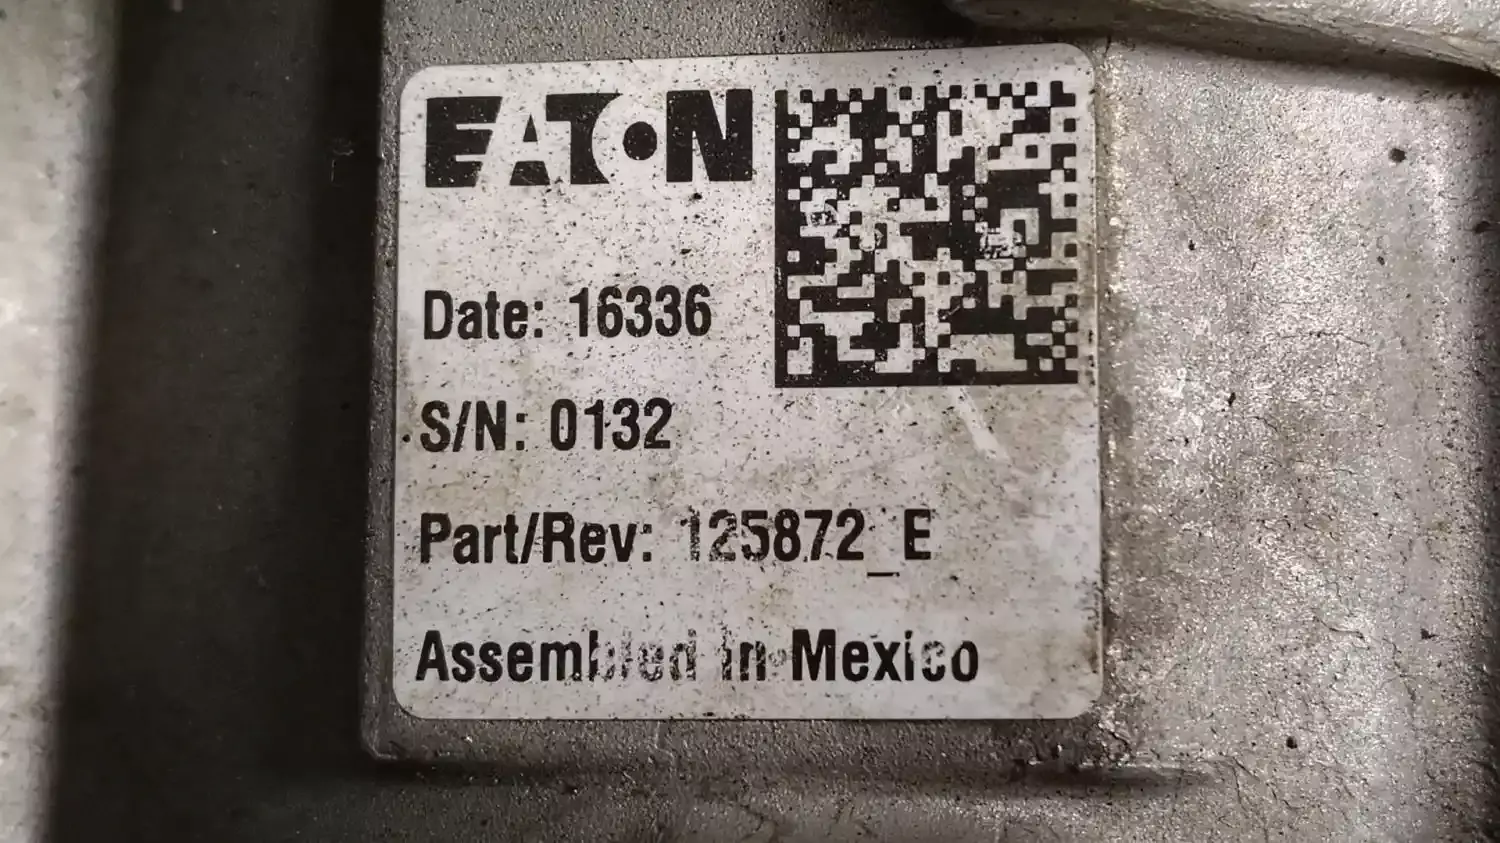 EATON
Date: 16336
S/N: 0132
Part/Rev: 125872_E
Assembled in Mexico